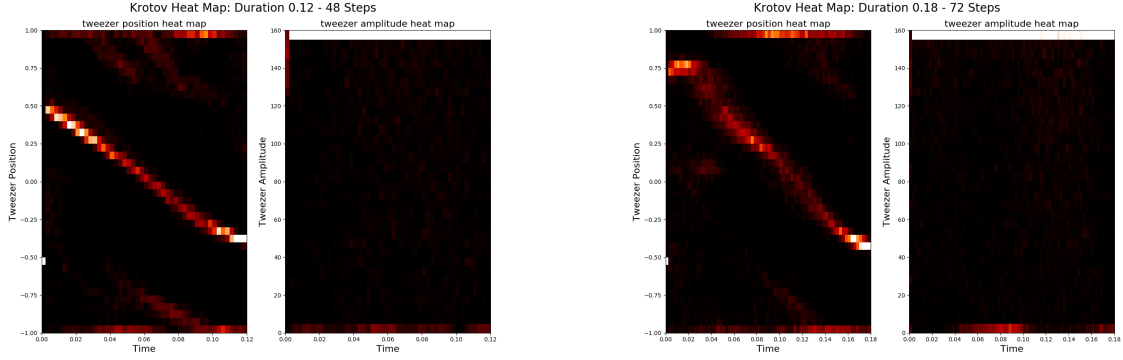 Krotov Heat Map: Duration 0.12 - 48 Steps
tweezer position heat map
tweezer amplitude heat map
Tweezer Position
1.00
0.75
0.50
0.25
0.00
−0.25
−0.50
−0.75
−1.00
0.00 0.02 0.04 0.06 0.08 0.10 0.12
Time
Tweezer Amplitude
160
140
120
100
80
60
40
20
0
0.00 0.02 0.04 0.06 0.08 0.10 0.12
Time
Krotov Heat Map: Duration 0.18 - 72 Steps
tweezer position heat map
tweezer amplitude heat map
Tweezer Position
1.00
0.75
0.50
0.25
0.00
−0.25
−0.50
−0.75
−1.00
0.00 0.02 0.04 0.06 0.08 0.10 0.12 0.14 0.16 0.18
Time
Tweezer Amplitude
160
140
120
100
80
60
40
20
0
0.00 0.02 0.04 0.06 0.08 0.10 0.12 0.14 0.16 0.18
Time